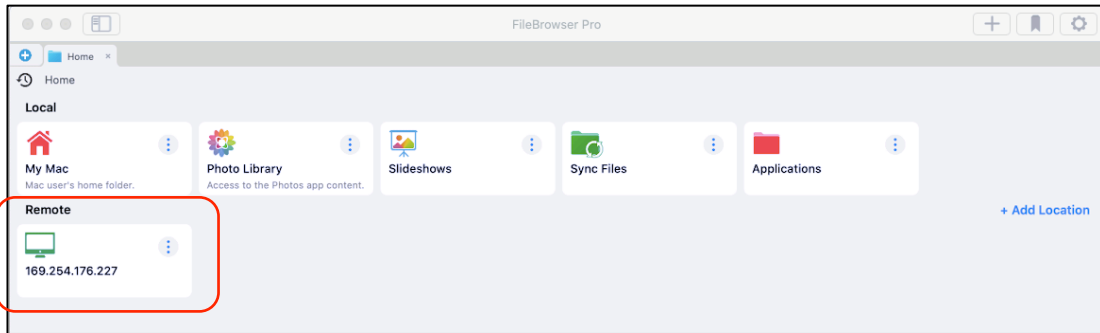 FileBrowser Pro
Home ×
Home
Local
My Mac
Mac user's home folder.
Photo Library
Access to the Photos app content.
Slideshows
Sync Files
Applications
Remote
+ Add Location
169.254.176.227